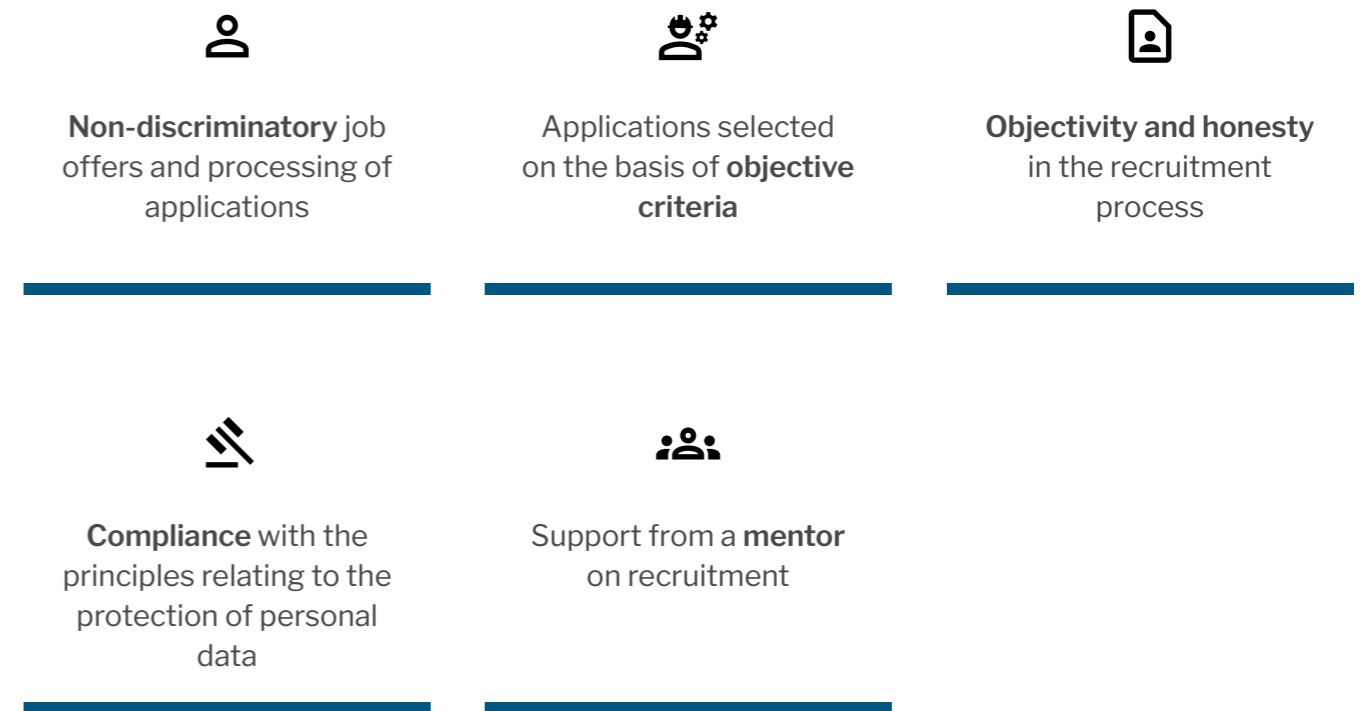 Non-discriminatory job
offers and processing of
applications
Applications selected
on the basis of objective
criteria
Objectivity and honesty
in the recruitment
process
Compliance with the
principles relating to the
protection of personal
data
Support from a mentor
on recruitment